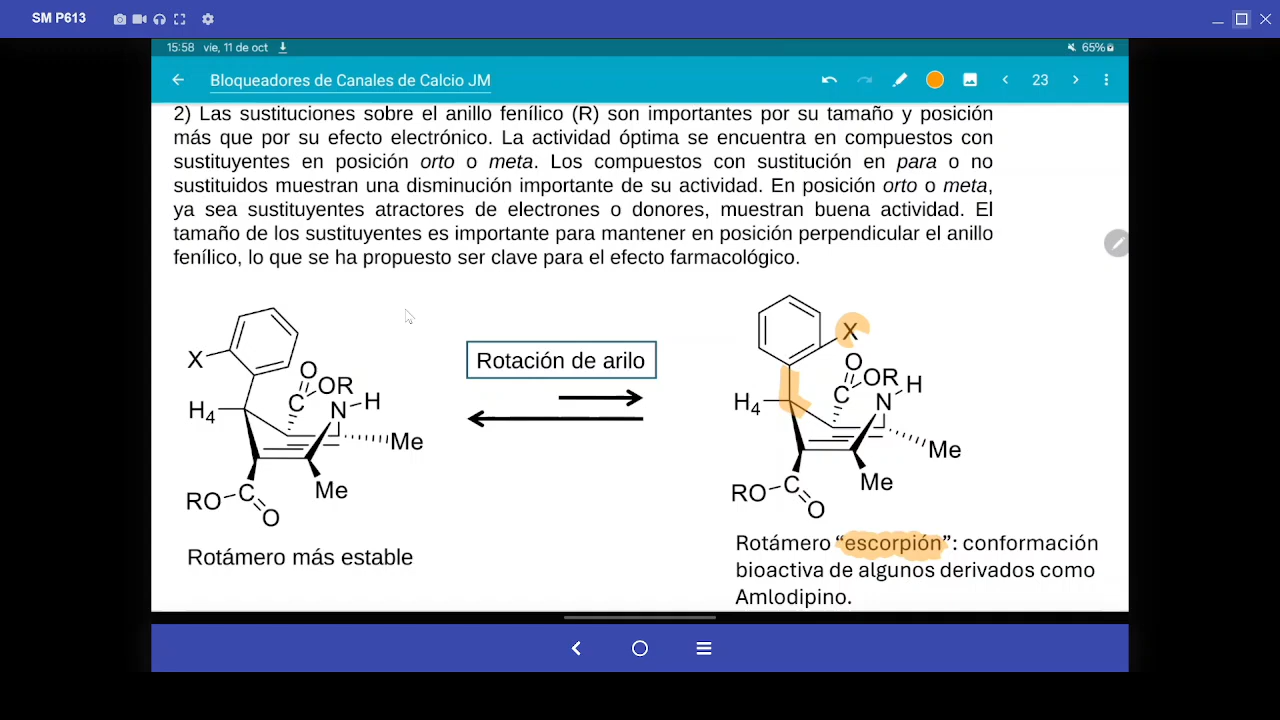 SM P613
15:58 vie, 11 de oct
65%
Bloqueadores de Canales de Calcio JM
23
2) Las sustituciones sobre el anillo fenílico (R) son importantes por su tamaño y posición
más que por su efecto electrónico. La actividad óptima se encuentra en compuestos con
sustituyentes en posición orto o meta. Los compuestos con sustitución en para o no
sustituidos muestran una disminución importante de su actividad. En posición orto o meta,
ya sea sustituyentes atractores de electrones o donores, muestran buena actividad. El
tamaño de los sustituyentes es importante para mantener en posición perpendicular el anillo
fenílico, lo que se ha propuesto ser clave para el efecto farmacológico.
X
O
OR
C
H4
N
H
Me
Me
RO
C
O
Rotámero más estable
Rotación de arilo
X
O
OR
C
H
H4
N
Me
Me
RO
C
O
Rotámero “escorpión”: conformación
bioactiva de algunos derivados como
Amlodipino.